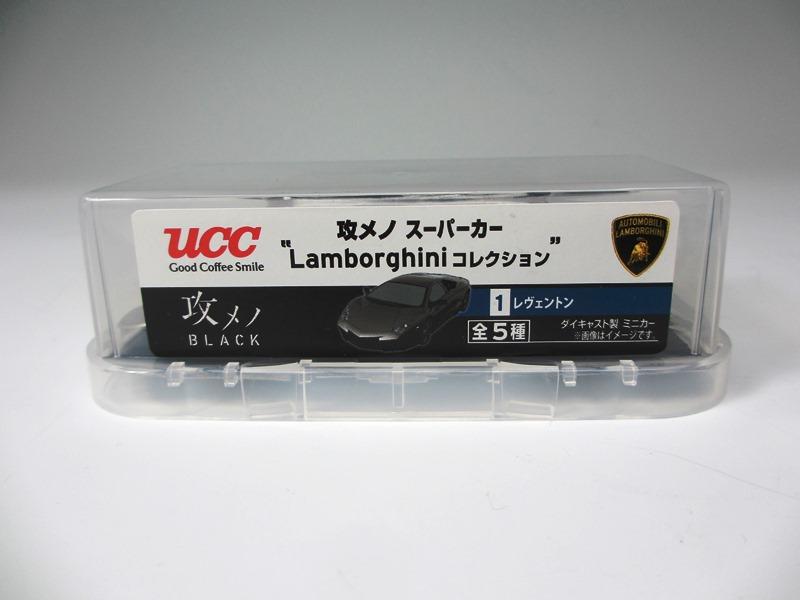 UCC
Good Coffee Smile
攻メノ スーパーカー
“Lamborghini コレクション”
AUTOMOBILI
LAMBORGHINI
攻メノ
BLACK
1 レヴェントン
全5種
ダイキャスト製 ミニカー
※画像はイメージです。